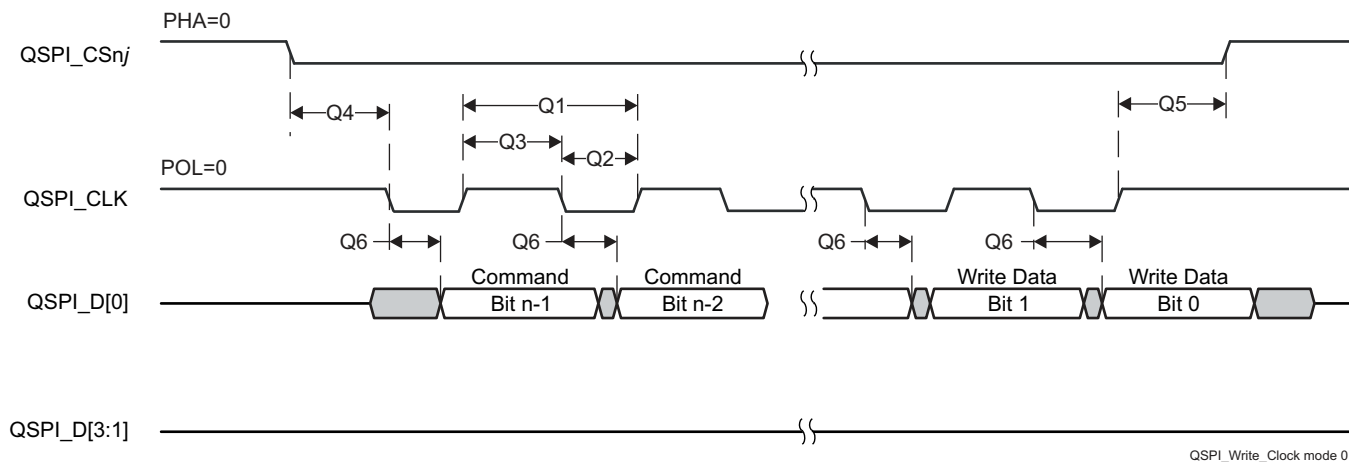 PHA=0
QSPI_CSnj
Q4
Q1
Q5
Q3
Q2
POL=0
QSPI_CLK
Q6
Q6
Q6
Q6
Command
Command
Write Data
Write Data
QSPI_D[0]
Bit n-1
Bit n-2
Bit 1
Bit 0
QSPI_D[3:1]
QSPI_Write_Clock mode 0